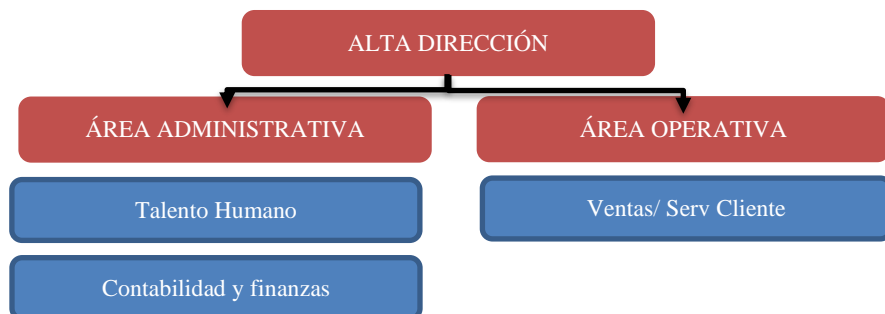 ALTA DIRECCIÓN
ÁREA ADMINISTRATIVA
ÁREA OPERATIVA
Talento Humano
Ventas/ Serv Cliente
Contabilidad y finanzas